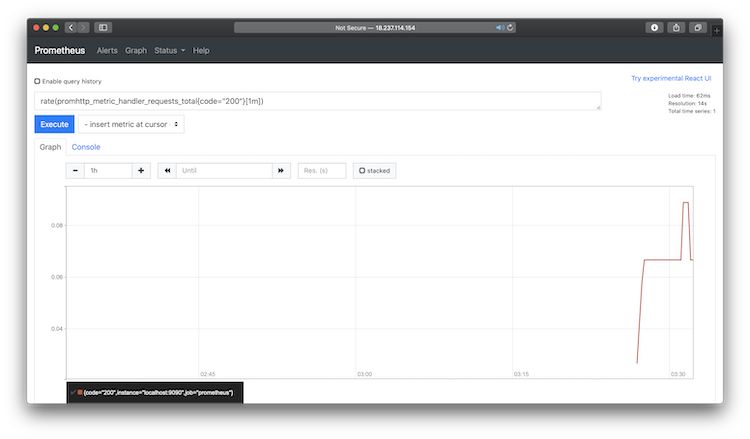 Not Secure — 18.237.114.154
Prometheus Alerts Graph Status Help
Enable query history
Try experimental React UI
rate(promhttp_metric_handler_requests_total{code="200"}[1m])
Load time: 62ms
Resolution: 14s
Total time series: 1
Execute - insert metric at cursor
Graph Console
1h Until Res. (s) stacked
0.08
0.06
0.04
02:45 03:00 03:15 03:30
{code="200",instance="localhost:9090",job="prometheus"}